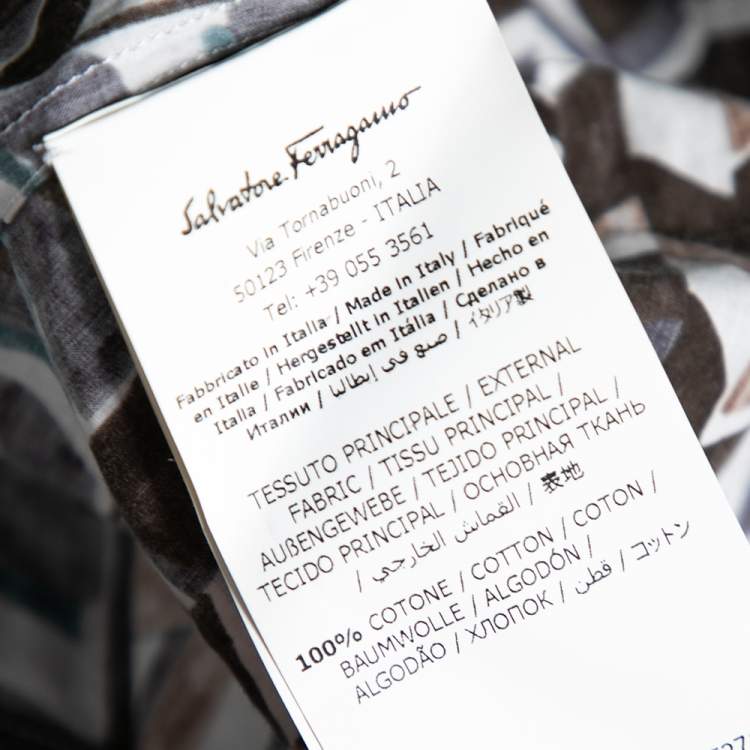 Salvatore Ferragamo
Via Tornabuoni, 2
50123 Firenze - ITALIA
Tel: +39 055 3561
Fabbricato in Italia / Made in Italy / Fabriqué
en Italie / Hergestellt in Italien / Hecho en
Italia / Fabricado em Itália / Сделано в
Италии / صنع في إيطاليا / イタリア製
TESSUTO PRINCIPALE / EXTERNAL
FABRIC / TISSU PRINCIPAL /
AUßENGEWEBE / TEJIDO PRINCIPAL /
TECIDO PRINCIPAL / ОСНОВНАЯ ТКАНЬ
/ القماش الخارجي / 表地
100% COTONE / COTTON / COTON /
BAUMWOLLE / ALGODÓN /
ALGODÃO / ХЛОПОК / قطن / コットン